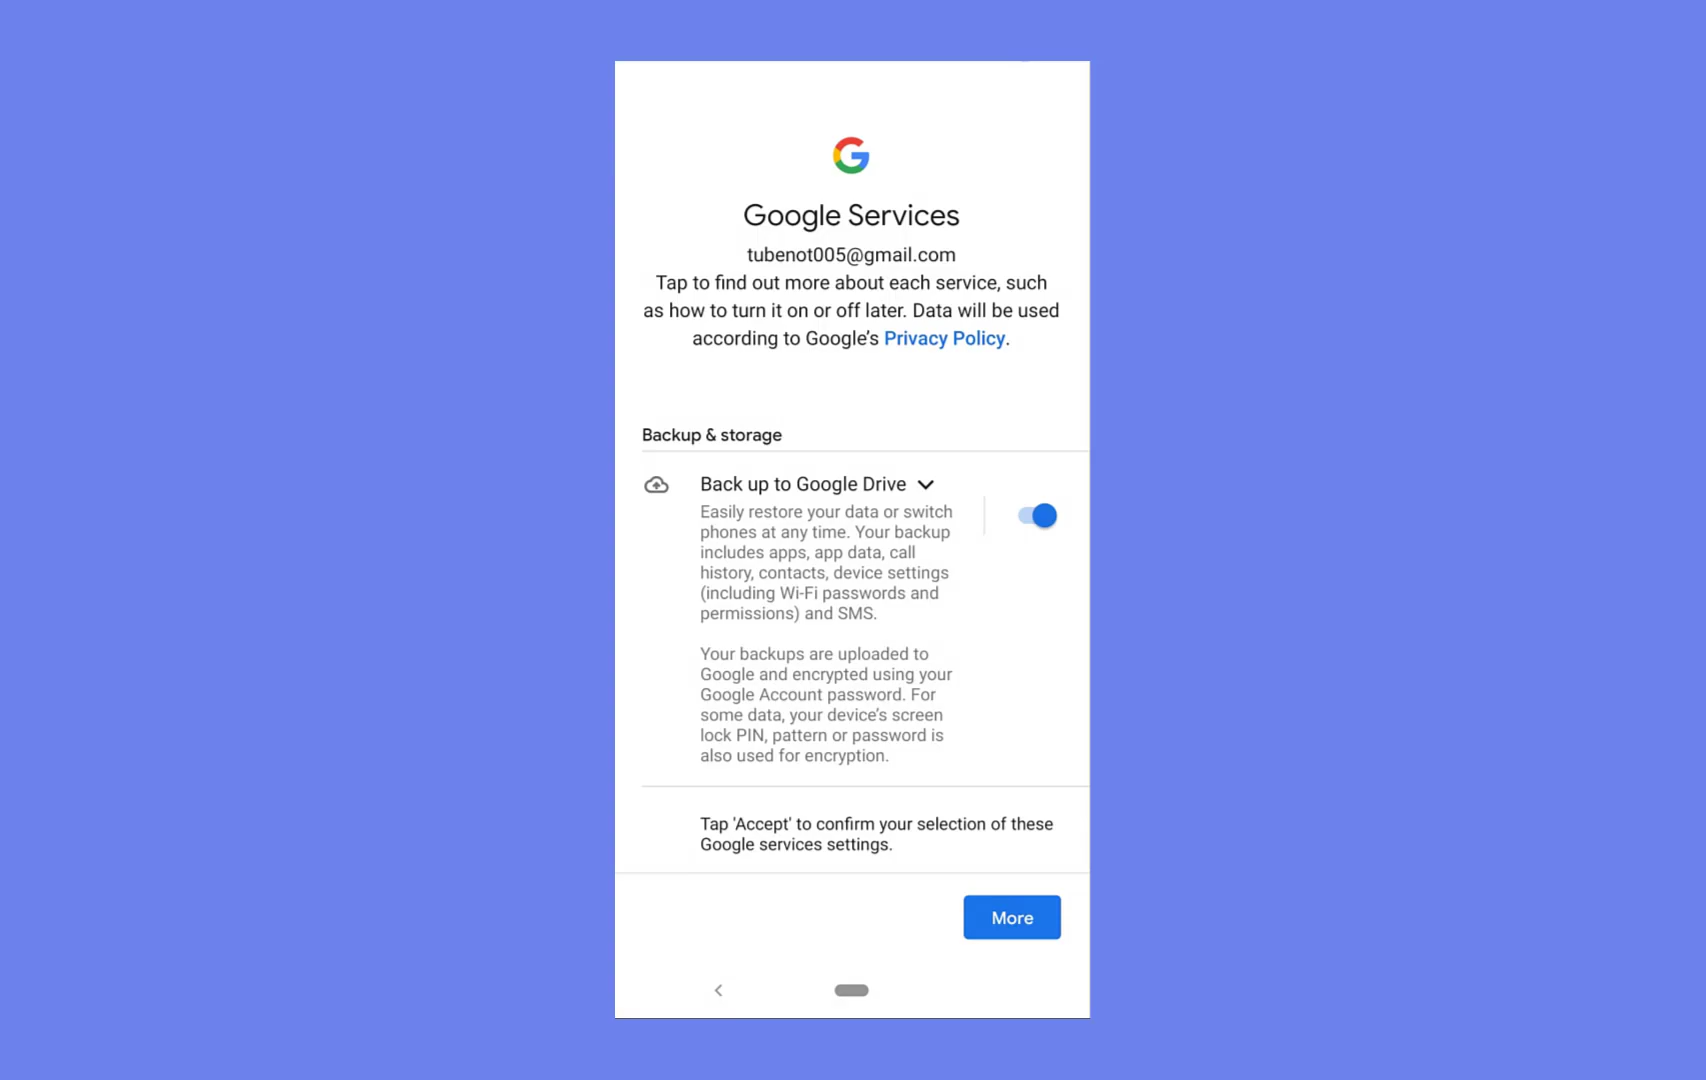 Google Services
tubenot005@gmail.com
Tap to find out more about each service, such
as how to turn it on or off later. Data will be used
according to Google’s Privacy Policy.
Backup & storage
Back up to Google Drive
Easily restore your data or switch
phones at any time. Your backup
includes apps, app data, call
history, contacts, device settings
(including Wi-Fi passwords and
permissions) and SMS.
Your backups are uploaded to
Google and encrypted using your
Google Account password. For
some data, your device’s screen
lock PIN, pattern or password is
also used for encryption.
Tap 'Accept' to confirm your selection of these
Google services settings.
More